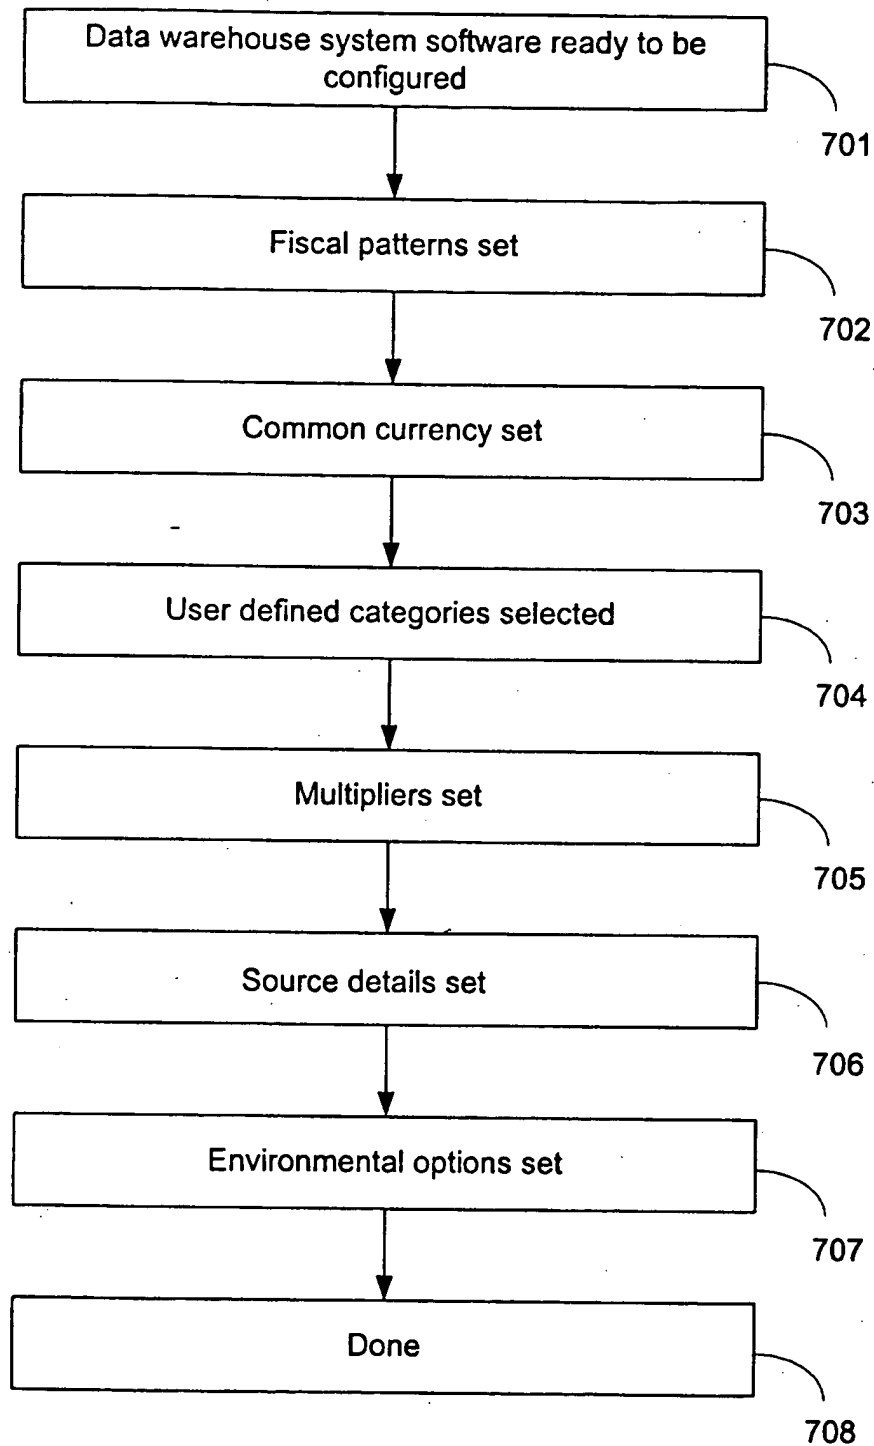 Data warehouse system software ready to be
configured
701
Fiscal patterns set
702
Common currency set
703
User defined categories selected
704
Multipliers set
705
Source details set
706
Environmental options set
707
Done
708